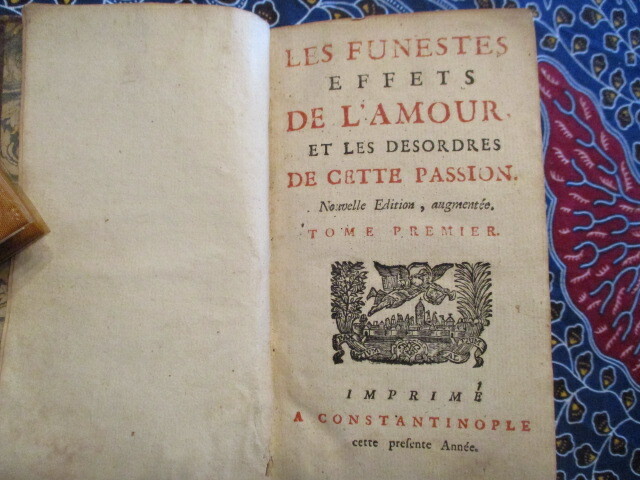 LES FUNESTES
EFFETS
DE L'AMOUR,
ET LES DESORDRES
DE CETTE PASSION.
Nouvelle Edition, augmentée.
TOME PREMIER.
IMPRIMÉ
A CONSTANTINOPLE
cette preſente Année.